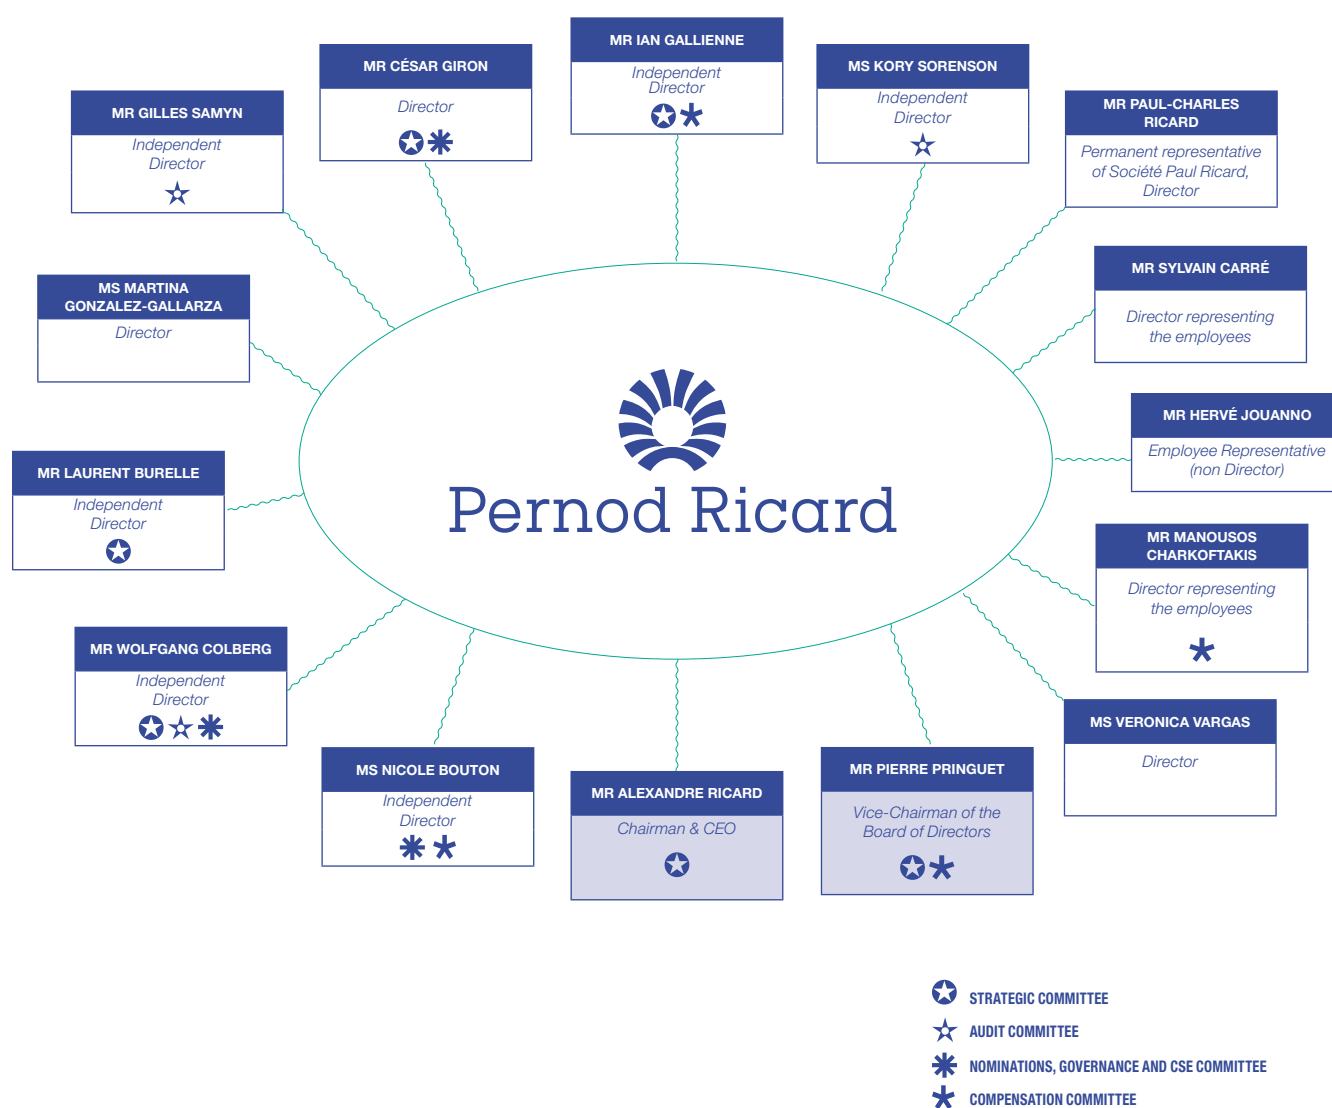 MR IAN GALLIENNE
Independent
Director
MR CÉSAR GIRON
Director
MS KORY SORENSON
Independent
Director
MR GILLES SAMYN
Independent
Director
MR PAUL-CHARLES
RICARD
Permanent representative
of Société Paul Ricard,
Director
MS MARTINA
GONZALEZ-GALLARZA
Director
MR SYLVAIN CARRÉ
Director representing
the employees
MR HERVÉ JOUANNO
Employee Representative
(non Director)
Pernod Ricard
MR LAURENT BURELLE
Independent
Director
MR MANOUSOS
CHARKOFTAKIS
Director representing
the employees
MR WOLFGANG COLBERG
Independent
Director
MS VERONICA VARGAS
Director
MS NICOLE BOUTON
Independent
Director
MR ALEXANDRE RICARD
Chairman & CEO
MR PIERRE PRINGUET
Vice-Chairman of the
Board of Directors
STRATEGIC COMMITTEE
AUDIT COMMITTEE
NOMINATIONS, GOVERNANCE AND CSE COMMITTEE
COMPENSATION COMMITTEE